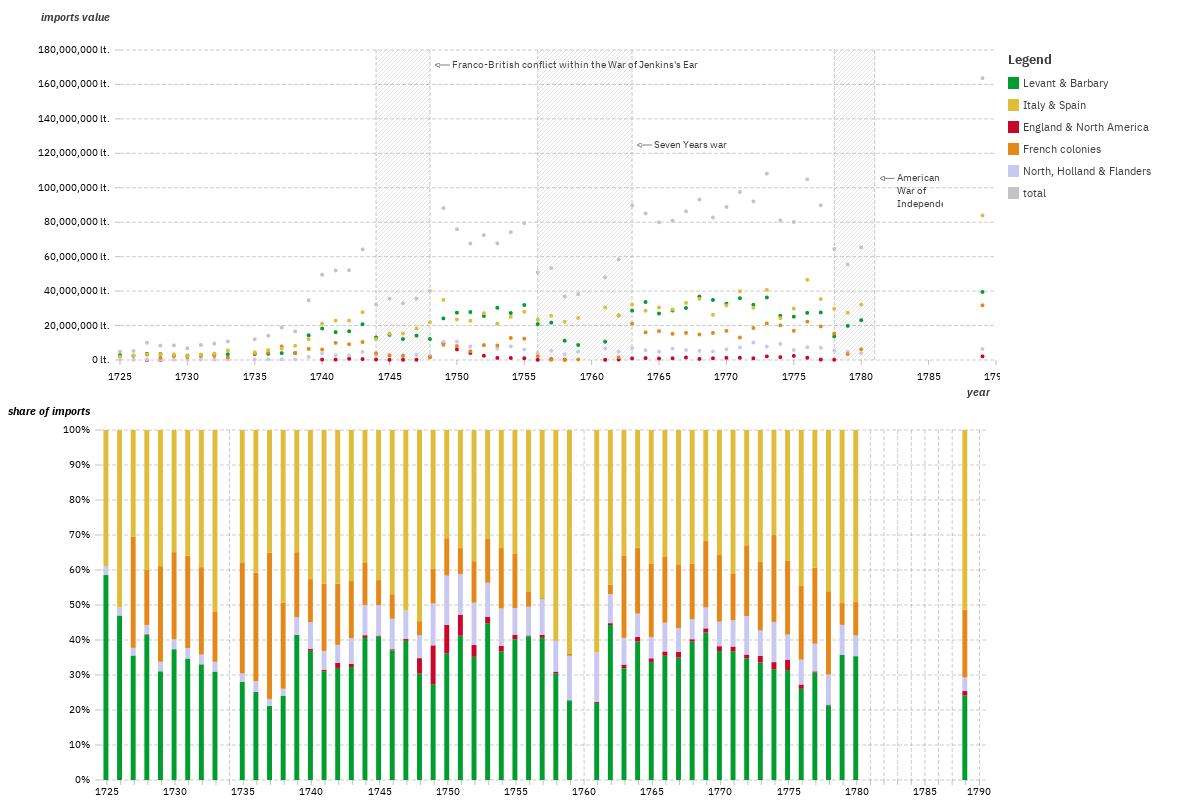 imports value
180,000,000 lt.
Franco-British conflict within the War of Jenkins's Ear
Legend
160,000,000 lt.
Levant & Barbary
Italy & Spain
140,000,000 lt.
England & North America
Seven Years war
120,000,000 lt.
French colonies
North, Holland & Flanders
American
War of
Independe
100,000,000 lt.
total
80,000,000 lt.
60,000,000 lt.
40,000,000 lt.
20,000,000 lt.
0 lt.
1725 1730 1735 1740 1745 1750 1755 1760 1765 1770 1775 1780 1785 179
year
share of imports
100%
90%
80%
70%
60%
50%
40%
30%
20%
10%
0%
1725 1730 1735 1740 1745 1750 1755 1760 1765 1770 1775 1780 1788 1790